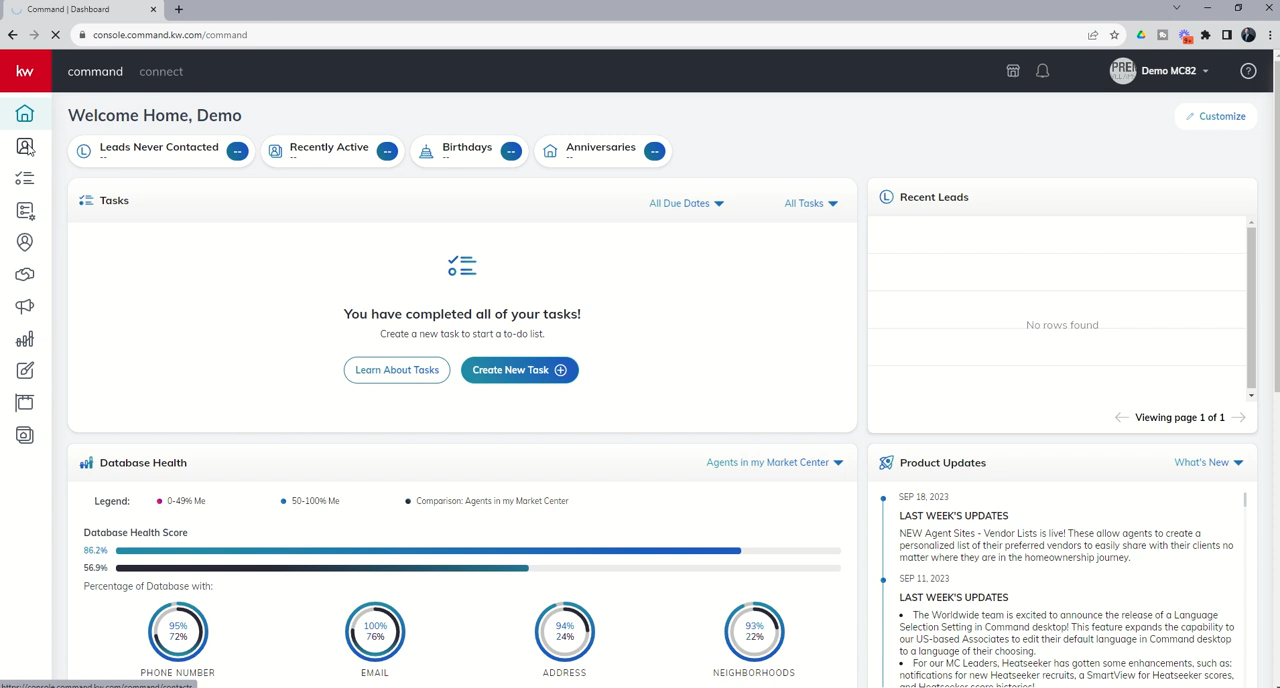 Command | Dashboard
console.command.kw.com/command
kw
command
connect
Demo MC82
Welcome Home, Demo
Customize
Leads Never Contacted
--
--
Recently Active
--
--
Birthdays
--
--
Anniversaries
--
--
Tasks
All Due Dates
All Tasks
You have completed all of your tasks!
Create a new task to start a to-do list.
Learn About Tasks
Create New Task
Recent Leads
No rows found
Viewing page 1 of 1
Database Health
Agents in my Market Center
Legend:
0-49% Me
50-100% Me
Comparison: Agents in my Market Center
Database Health Score
86.2%
56.9%
Percentage of Database with:
95%
72%
PHONE NUMBER
100%
76%
EMAIL
94%
24%
ADDRESS
93%
22%
NEIGHBORHOODS
Product Updates
What's New
SEP 18, 2023
LAST WEEK'S UPDATES
NEW Agent Sites - Vendor Lists is live! These allow agents to create a
personalized list of their preferred vendors to easily share with their clients no
matter where they are in the homeownership journey.
SEP 11, 2023
LAST WEEK'S UPDATES
• The Worldwide team is excited to announce the release of a Language
Selection Setting in Command desktop! This feature expands the capability to
our US-based Associates to edit their default language in Command desktop
to a language of their choosing.
• For our MC Leaders, Heatseeker has gotten some enhancements, such as:
notifications for new Heatseeker recruits, a SmartView for Heatseeker scores,
and Heatseeker score histories!
https://console.command.kw.com/command/contacts